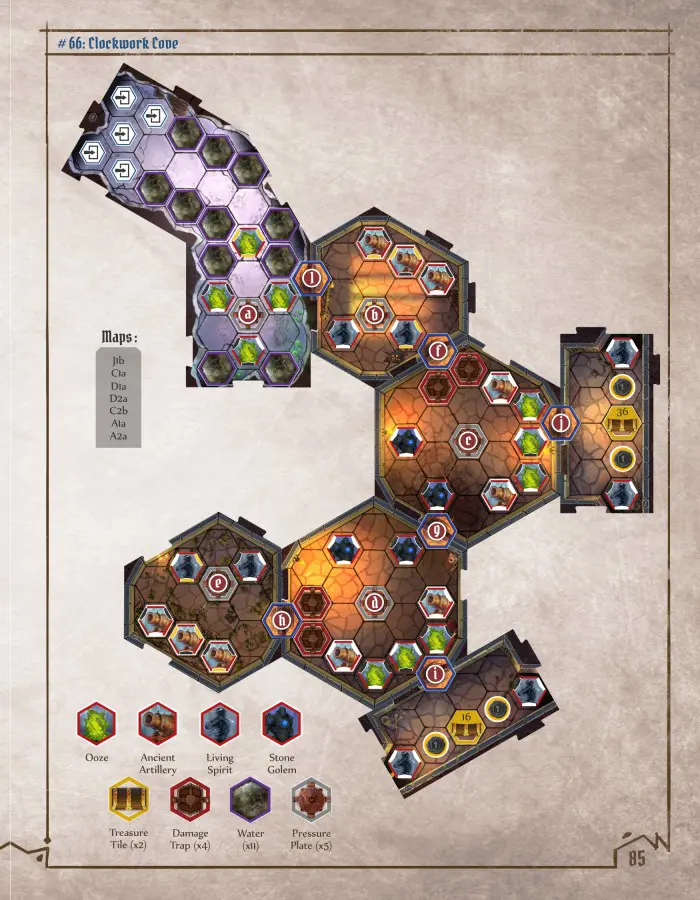 #66: Clockwork Cove
1
a
b
f
c
j
36
g
e
h
d
i
16
Maps:
J1b
C1a
D1a
D2a
C2b
A1a
A2a
Ooze
Ancient
Artillery
Living
Spirit
Stone
Golem
Treasure
Tile (x2)
Damage
Trap (x4)
Water
(x11)
Pressure
Plate (x5)
85